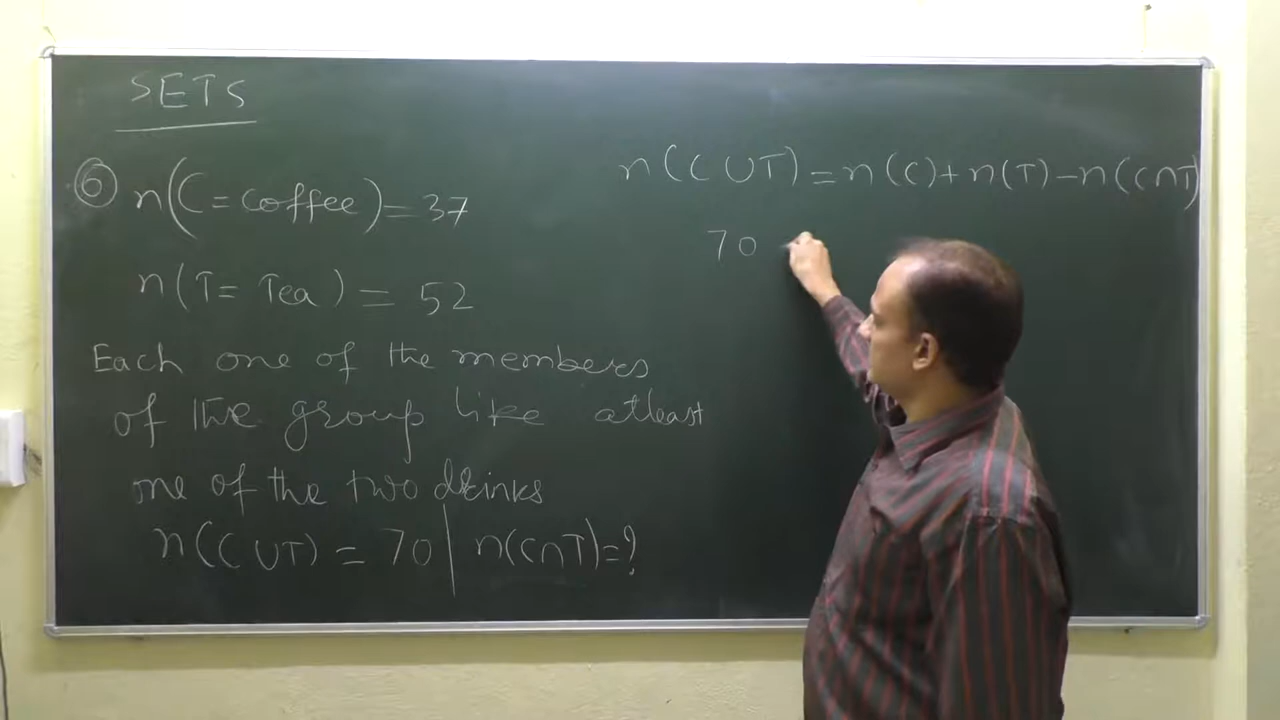 SETS
⑥ n(C = coffee) = 37
n(T = Tea) = 52
Each one of the members
of the group like atleast
one of the two drinks
n(C ∪ T) = 70 | n(C ∩ T) = ?
n(C ∪ T) = n(C) + n(T) - n(C ∩ T)
70